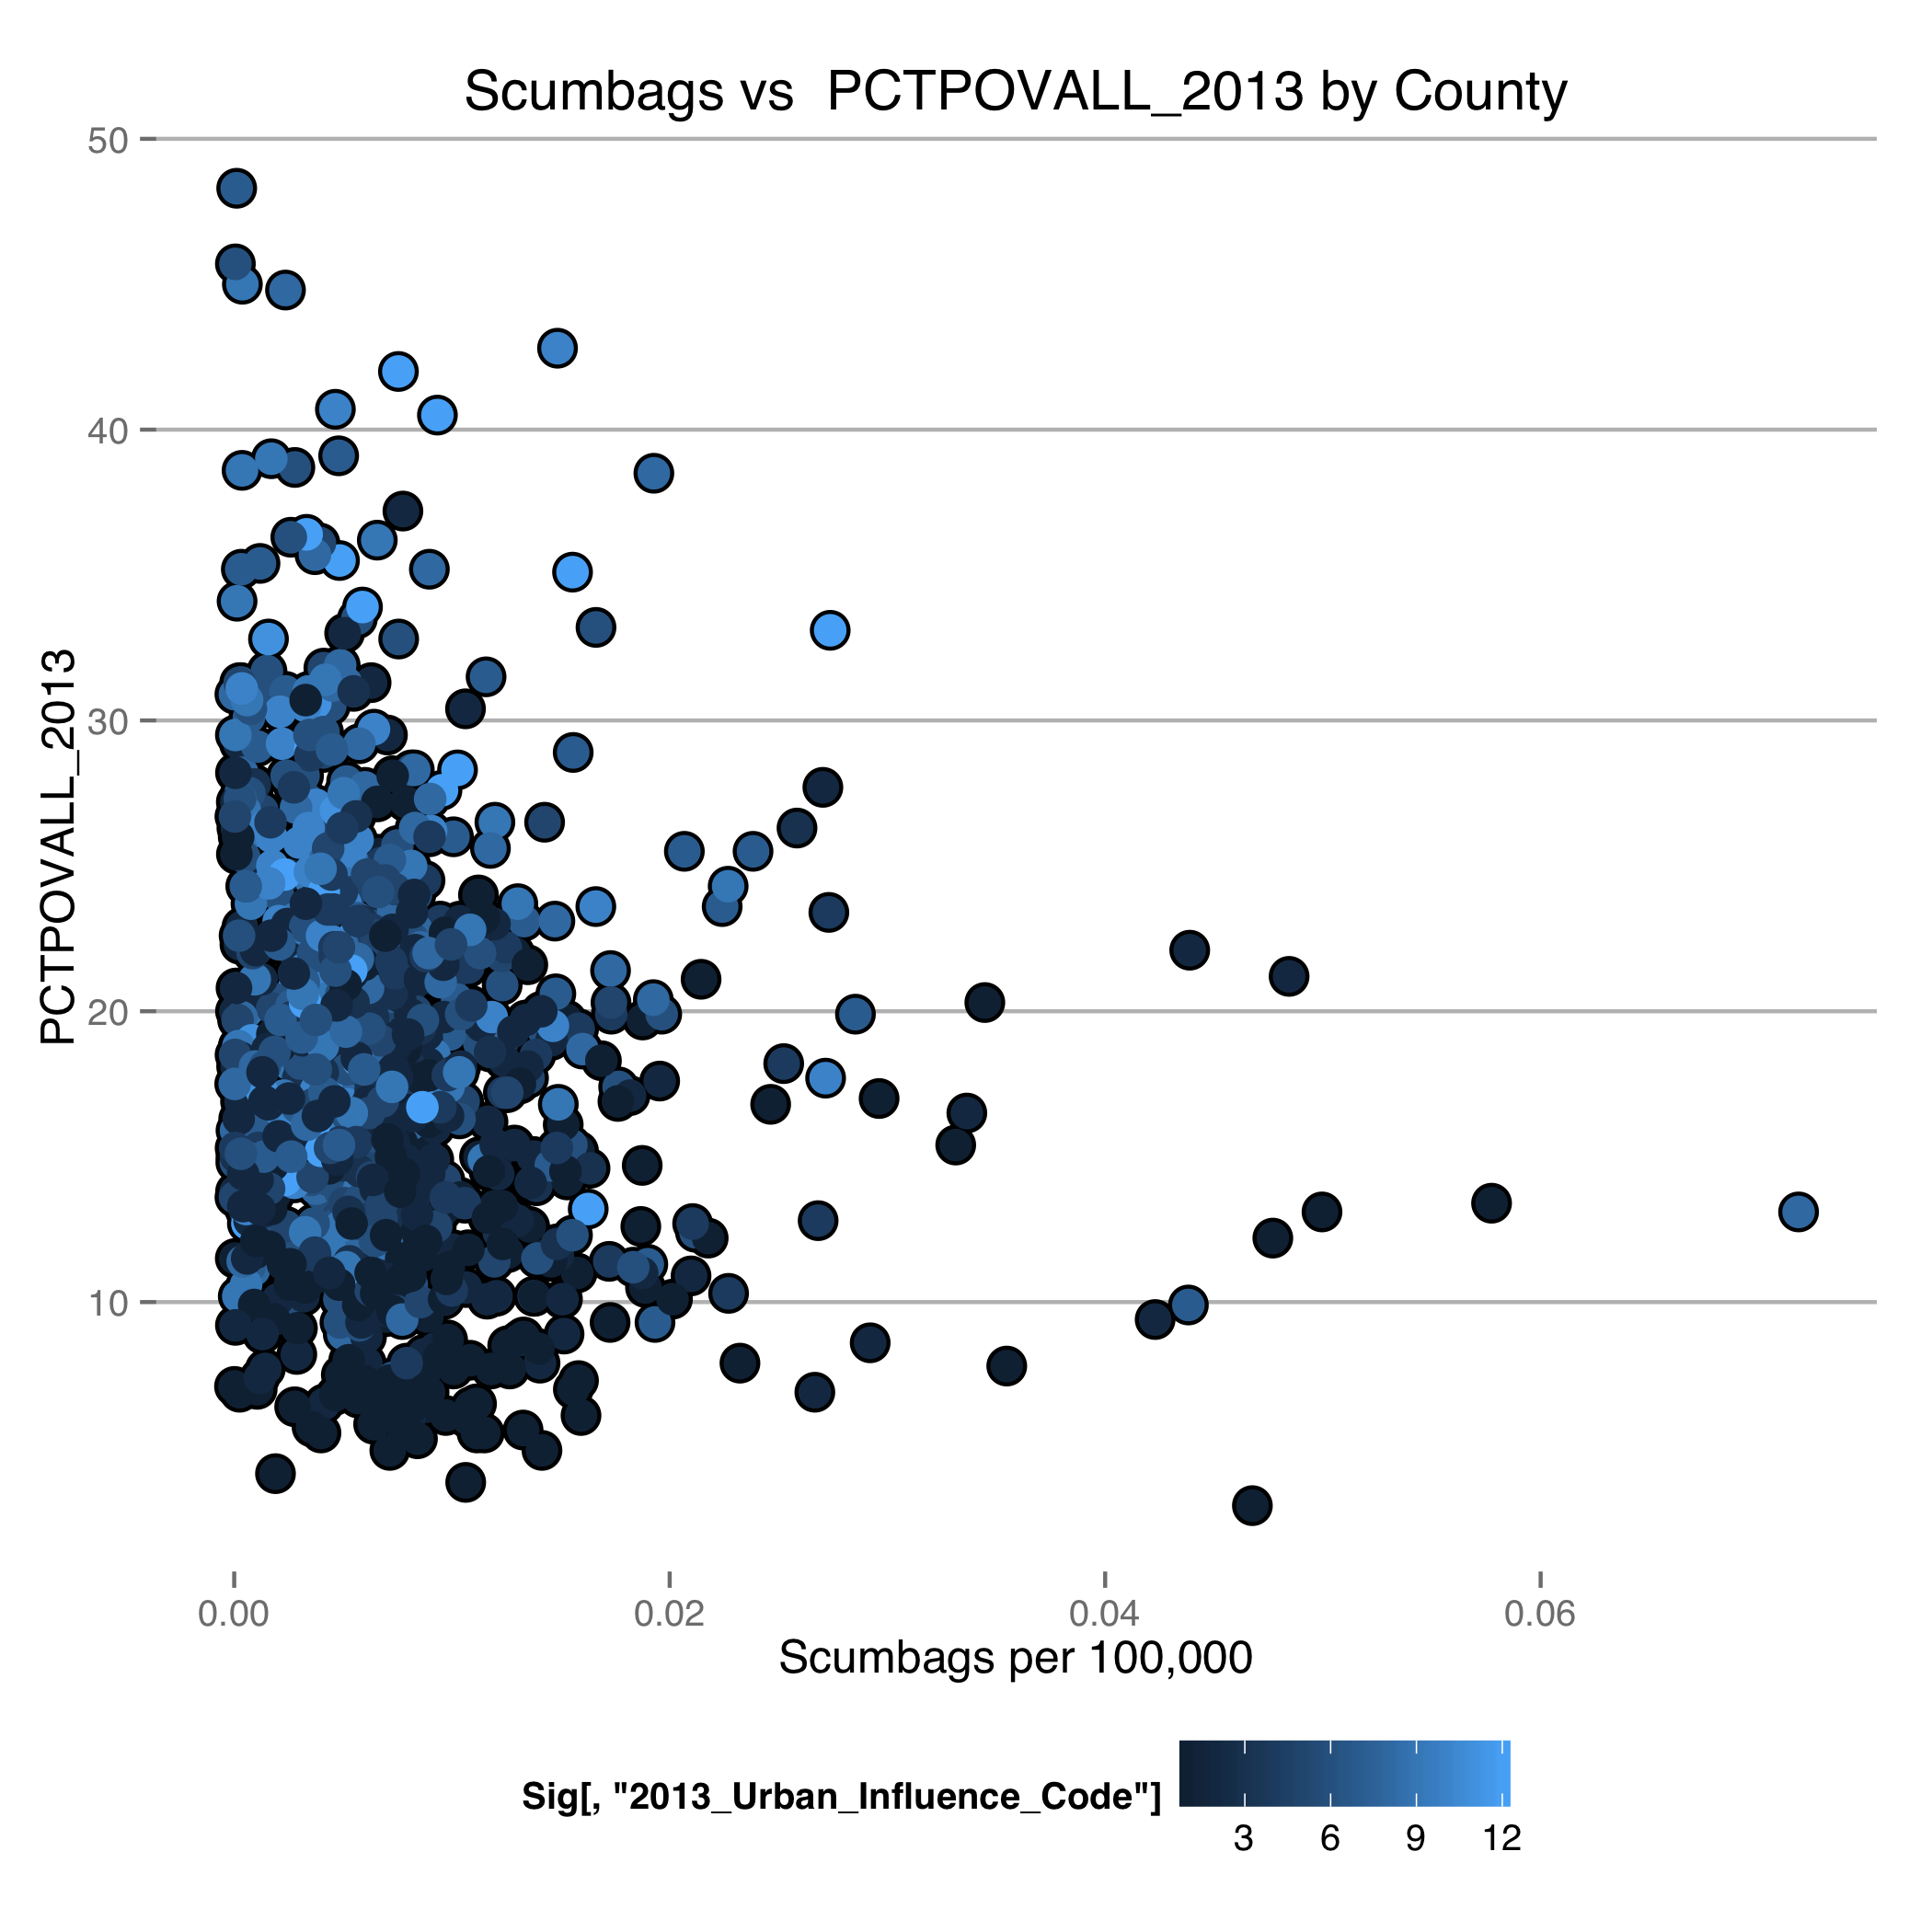 Scumbags vs  PCTPOVALL_2013 by County
50
40
30
20
10
PCTPOVALL_2013
0.00 0.02 0.04 0.06
Scumbags per 100,000
Sig[, "2013_Urban_Influence_Code"]
3 6 9 12